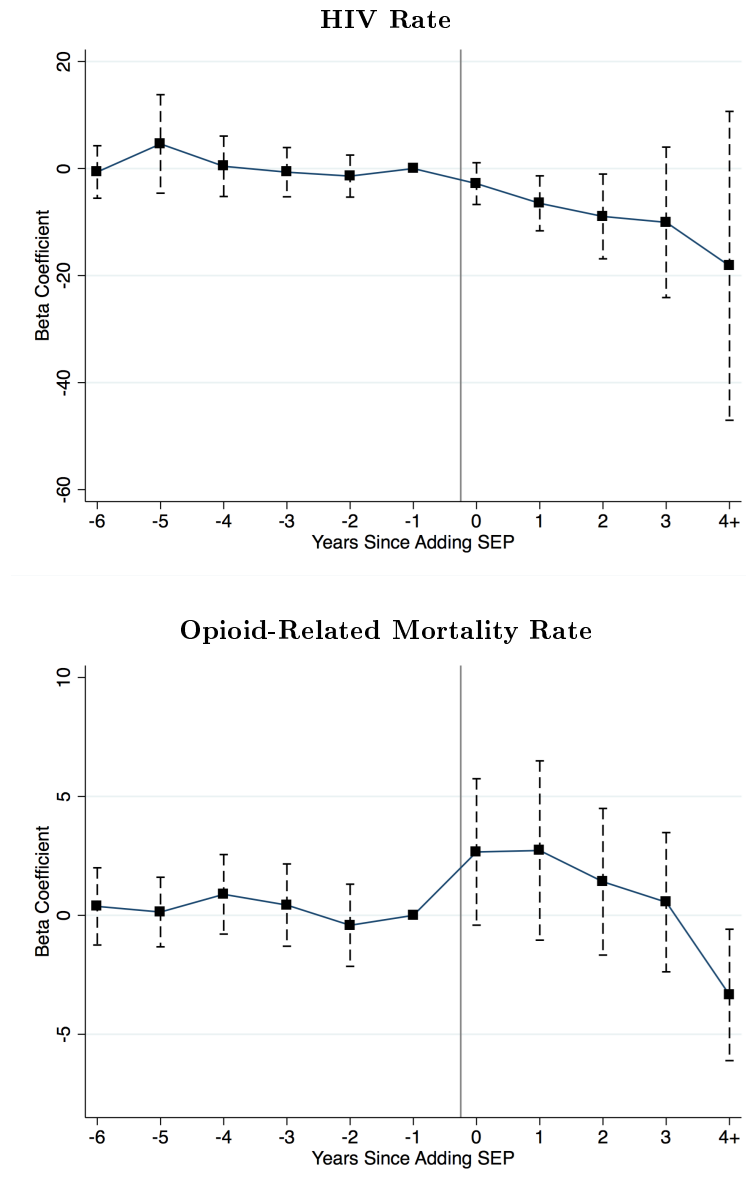 HIV Rate
20
0
-20
-40
-60
Beta Coefficient
-6 -5 -4 -3 -2 -1 0 1 2 3 4+
Years Since Adding SEP
Opioid-Related Mortality Rate
10
5
0
-5
Beta Coefficient
-6 -5 -4 -3 -2 -1 0 1 2 3 4+
Years Since Adding SEP